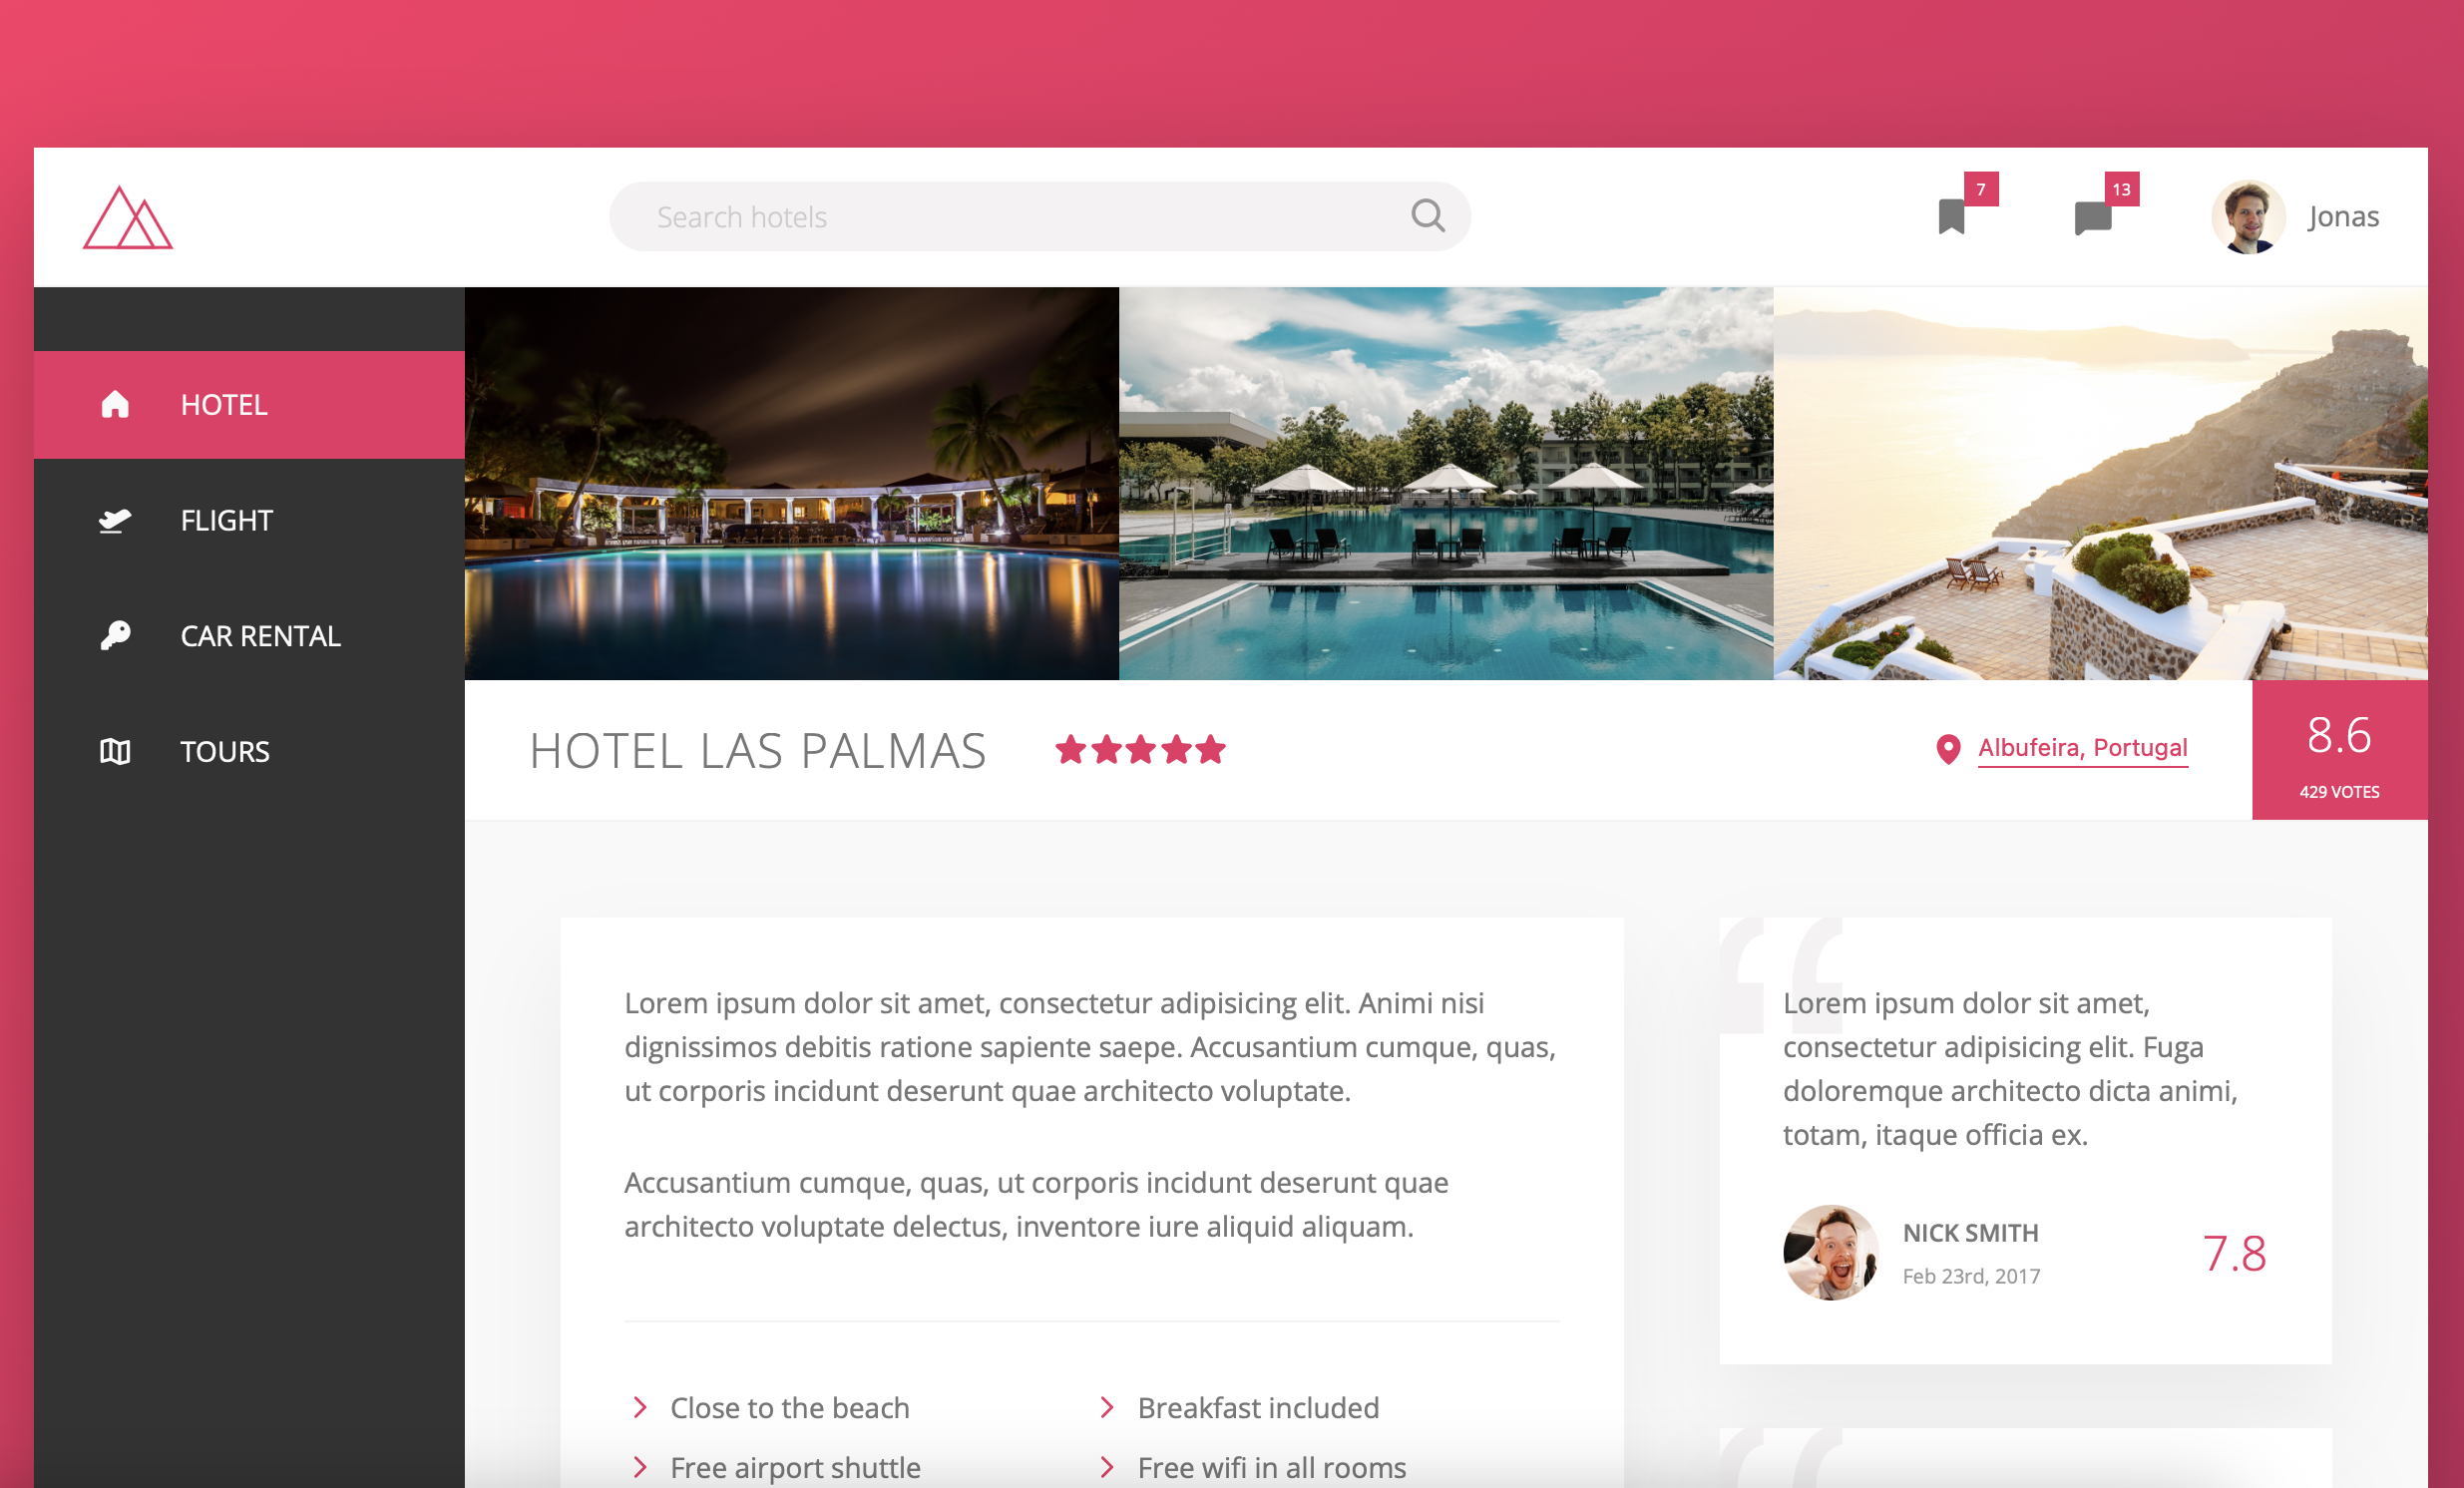 Search hotels
7
13
Jonas
HOTEL
FLIGHT
CAR RENTAL
TOURS
HOTEL LAS PALMAS
Albufeira, Portugal
8.6
429 VOTES
Lorem ipsum dolor sit amet, consectetur adipisicing elit. Animi nisi
dignissimos debitis ratione sapiente saepe. Accusantium cumque, quas,
ut corporis incidunt deserunt quae architecto voluptate.
Accusantium cumque, quas, ut corporis incidunt deserunt quae
architecto voluptate delectus, inventore iure aliquid aliquam.
Close to the beach
Breakfast included
Free airport shuttle
Free wifi in all rooms
“
Lorem ipsum dolor sit amet,
consectetur adipisicing elit. Fuga
doloremque architecto dicta animi,
totam, itaque officia ex.
NICK SMITH
Feb 23rd, 2017
7.8
“